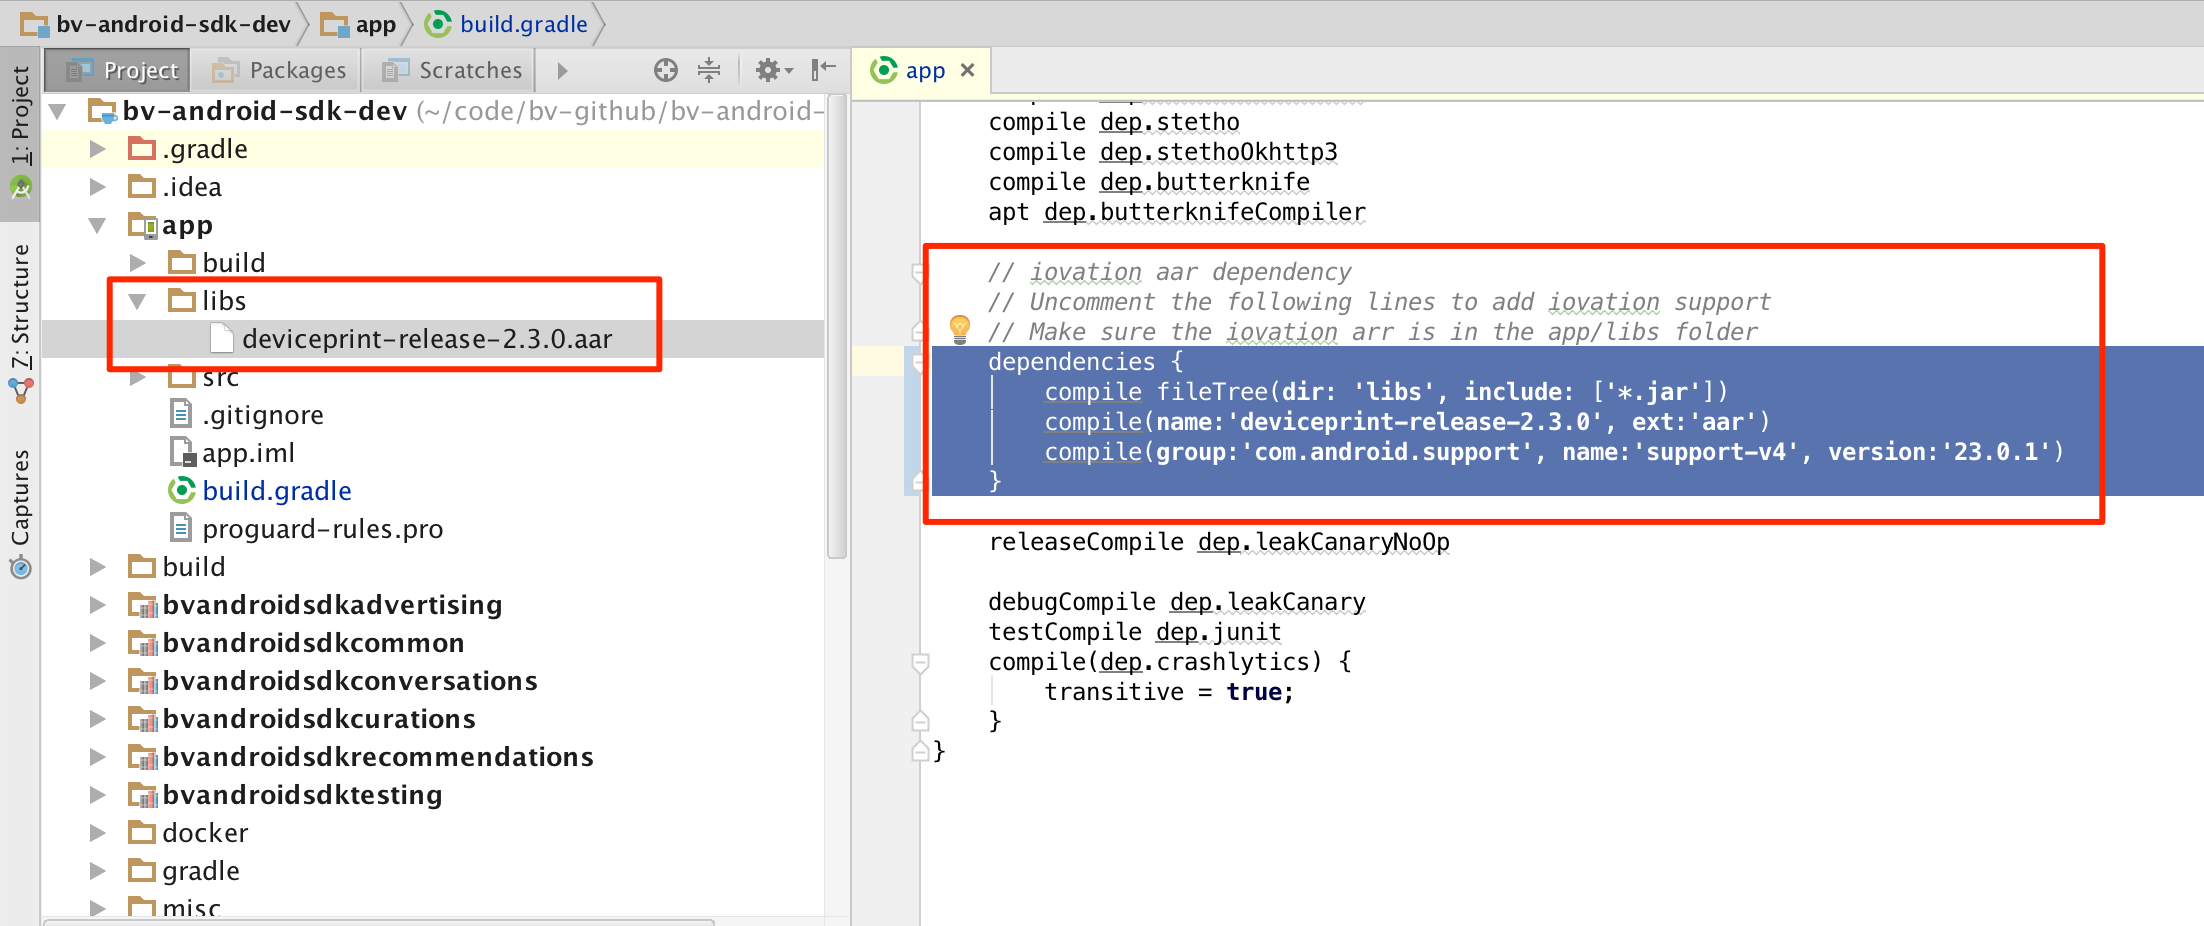 bv-android-sdk-dev app build.gradle
1: Project
7: Structure
Captures
Project Packages Scratches
bv-android-sdk-dev (~/code/bv-github/bv-android-
.gradle
.idea
app
build
libs
deviceprint-release-2.3.0.aar
src
.gitignore
app.iml
build.gradle
proguard-rules.pro
build
bvandroidsdkadvertising
bvandroidsdkcommon
bvandroidsdkconversations
bvandroidsdkcurations
bvandroidsdkrecommendations
bvandroidsdktesting
docker
gradle
misc
app
compile dep.stetho
compile dep.stethoOkhttp3
compile dep.butterknife
apt dep.butterknifeCompiler
// iovation aar dependency
// Uncomment the following lines to add iovation support
// Make sure the iovation arr is in the app/libs folder
dependencies {
compile fileTree(dir: 'libs', include: ['*.jar'])
compile(name:'deviceprint-release-2.3.0', ext:'aar')
compile(group:'com.android.support', name:'support-v4', version:'23.0.1')
}
releaseCompile dep.leakCanaryNoOp
debugCompile dep.leakCanary
testCompile dep.junit
compile(dep.crashlytics) {
transitive = true;
}
}